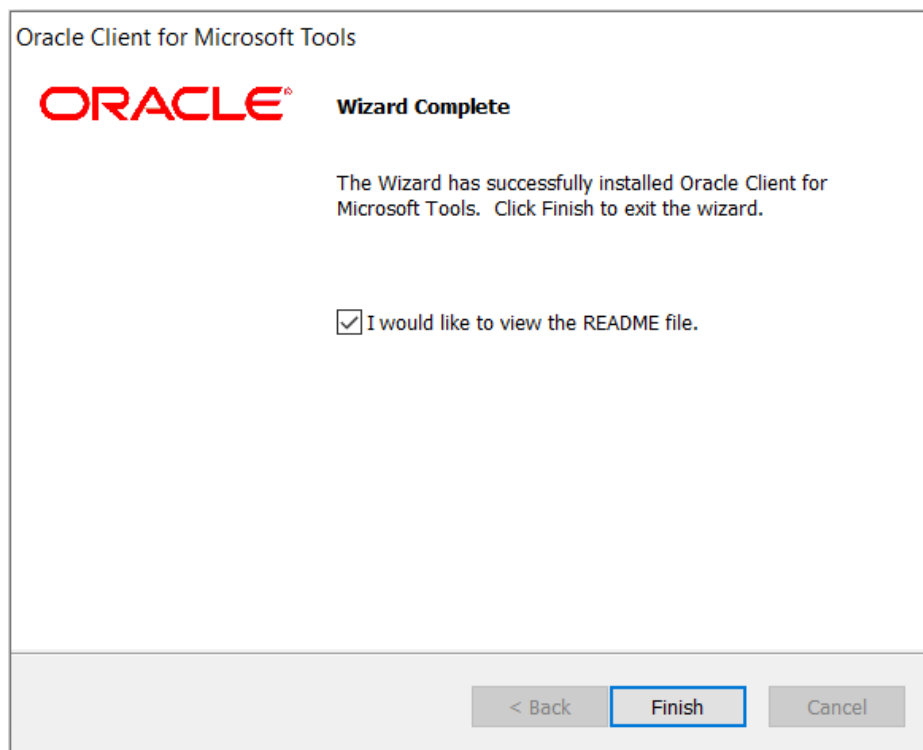 Oracle Client for Microsoft Tools
ORACLE®
Wizard Complete
The Wizard has successfully installed Oracle Client for
Microsoft Tools.  Click Finish to exit the wizard.
I would like to view the README file.
< Back
Finish
Cancel